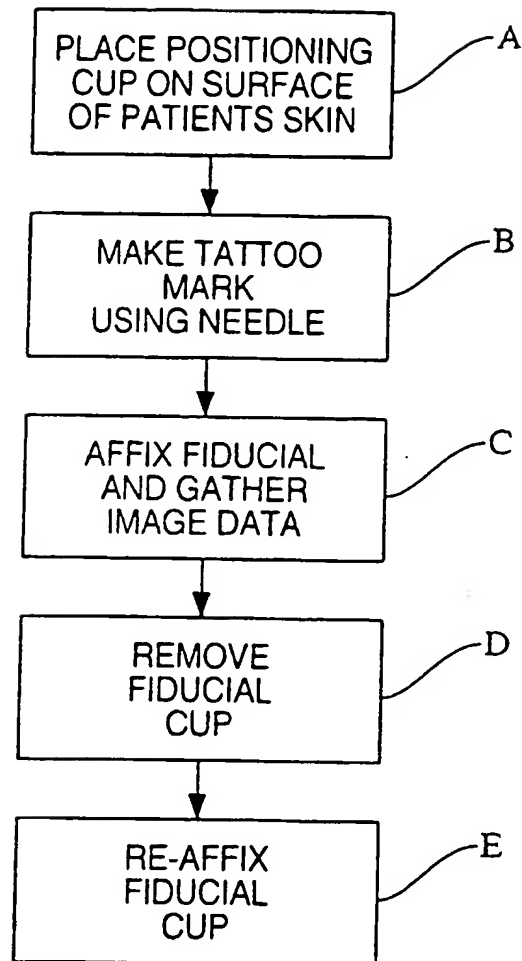 PLACE POSITIONING
CUP ON SURFACE
OF PATIENTS SKIN
A
MAKE TATTOO
MARK
USING NEEDLE
B
AFFIX FIDUCIAL
AND GATHER
IMAGE DATA
C
REMOVE
FIDUCIAL
CUP
D
RE-AFFIX
FIDUCIAL
CUP
E